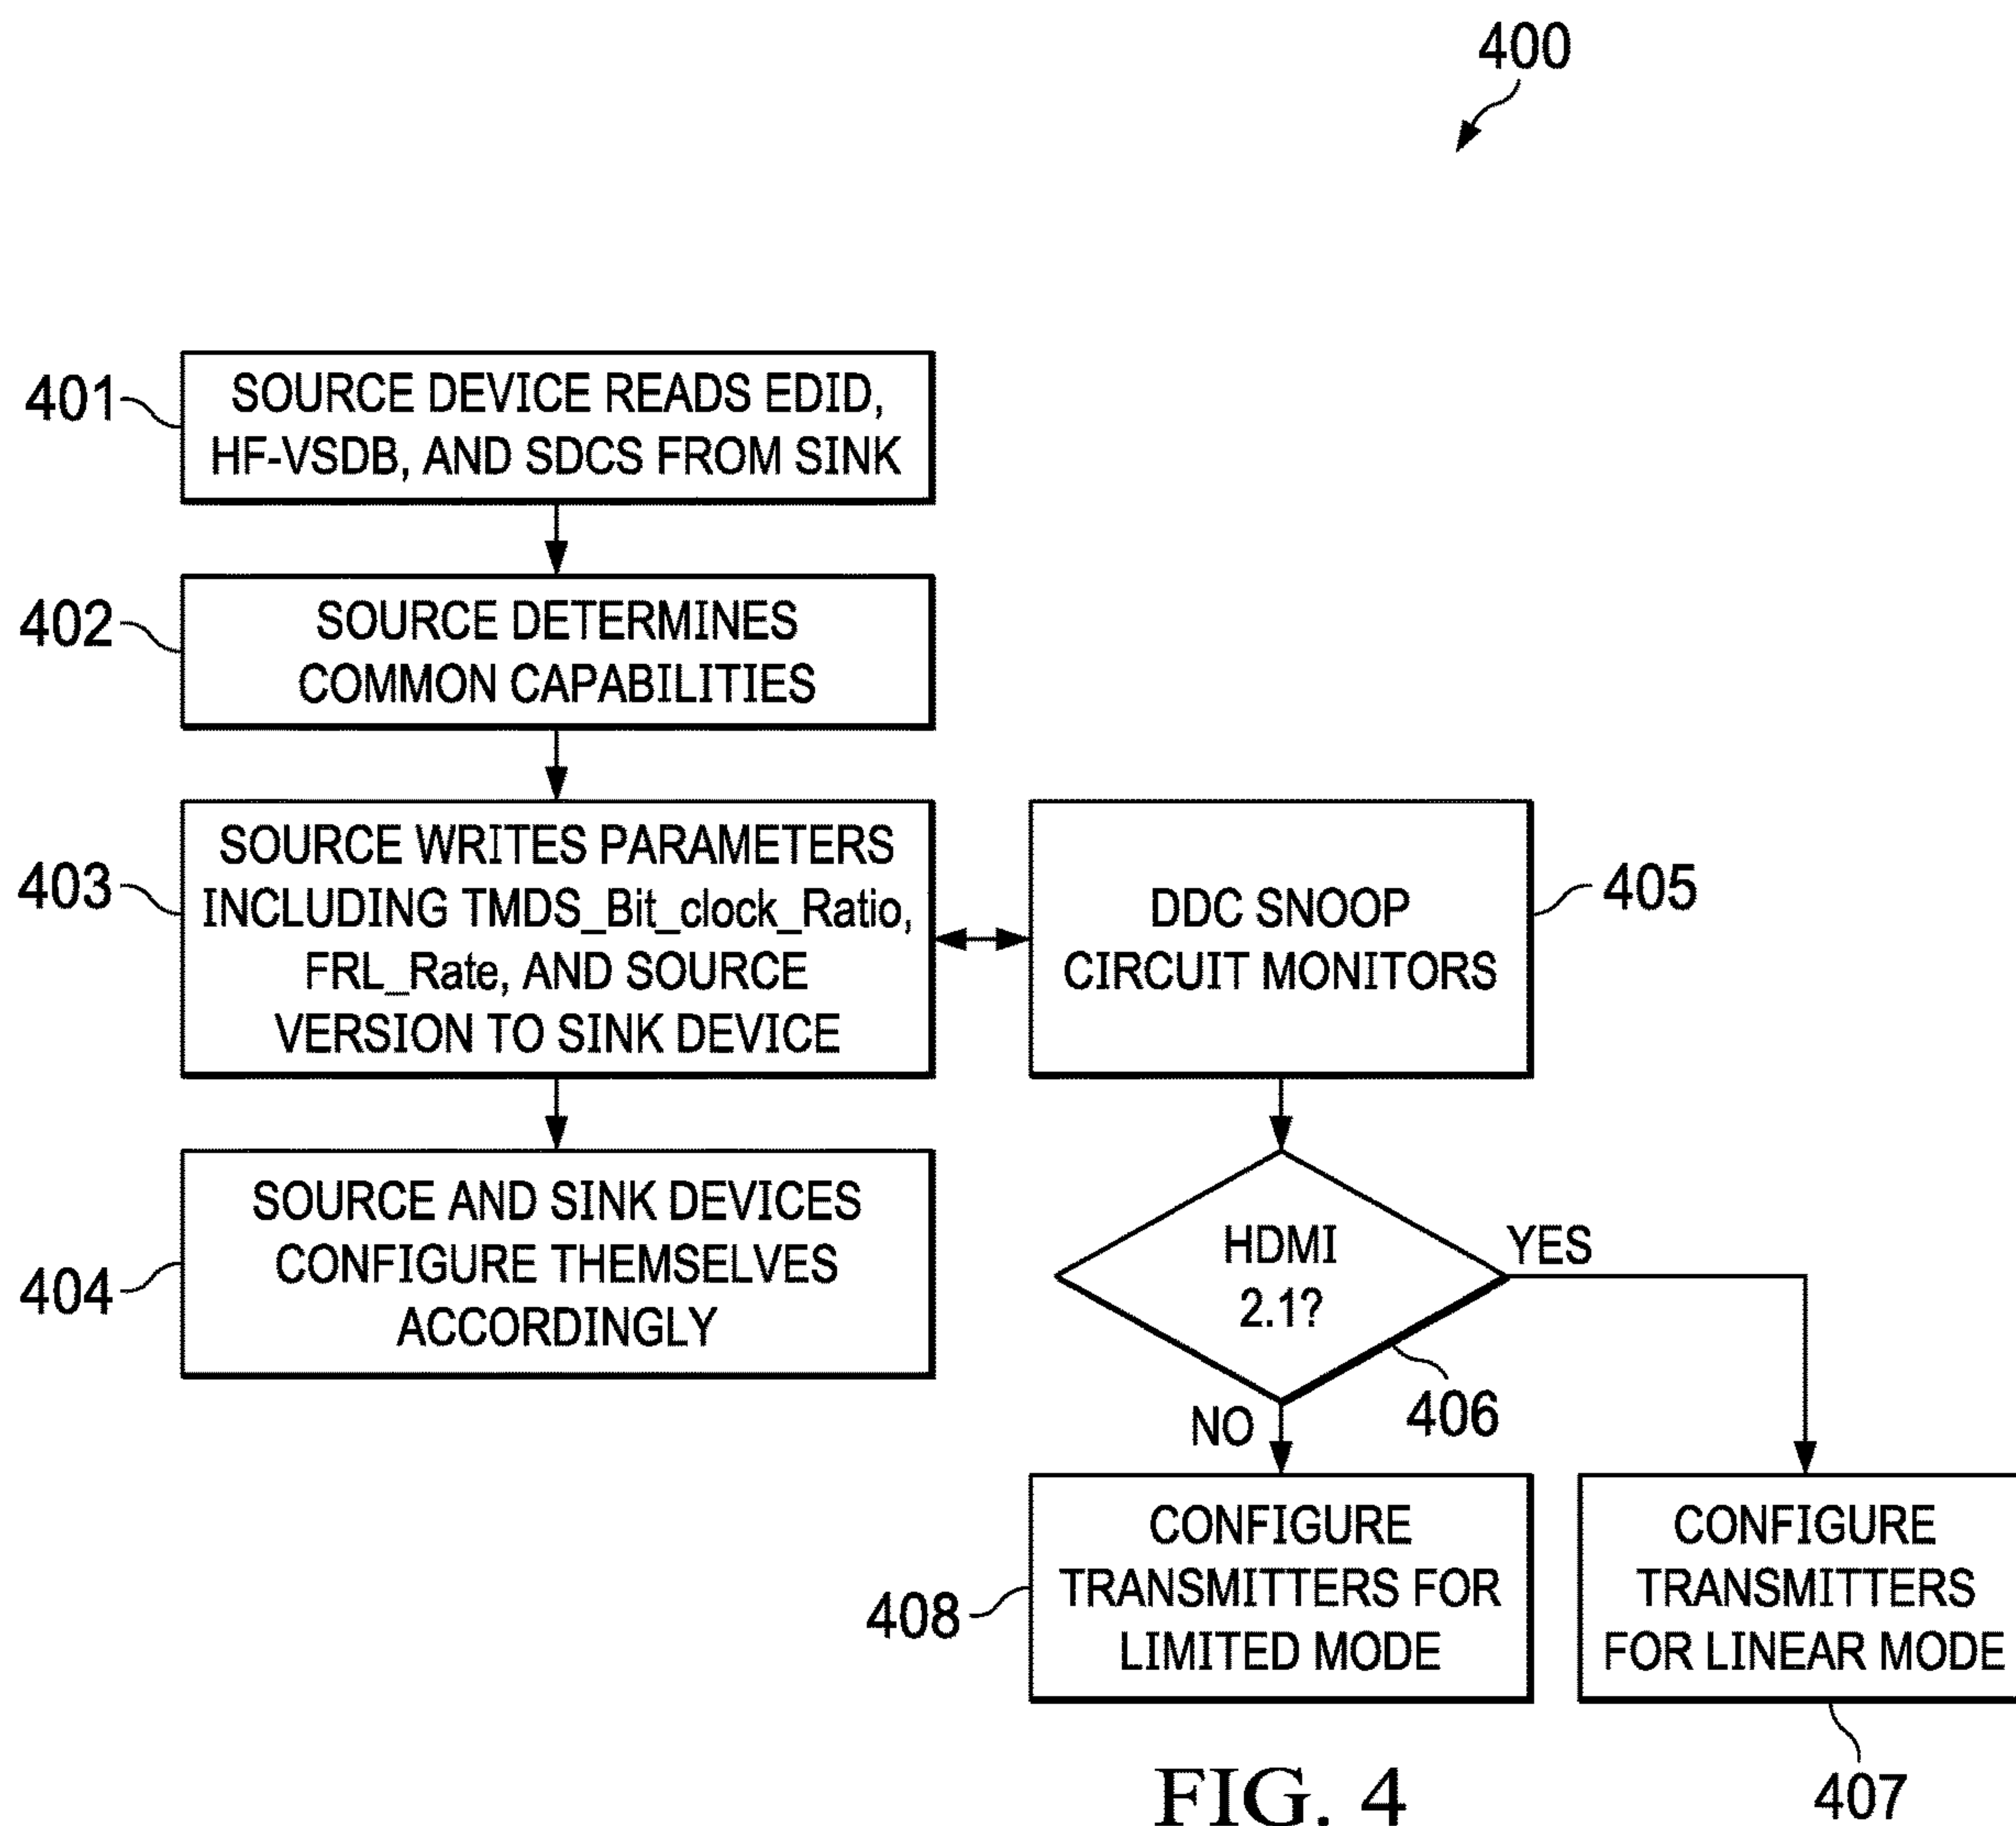 400
401
SOURCE DEVICE READS EDID,
HF-VSDB, AND SDCS FROM SINK
402
SOURCE DETERMINES
COMMON CAPABILITIES
403
SOURCE WRITES PARAMETERS
INCLUDING TMDS_Bit_clock_Ratio,
FRL_Rate, AND SOURCE
VERSION TO SINK DEVICE
DDC SNOOP
CIRCUIT MONITORS
405
404
SOURCE AND SINK DEVICES
CONFIGURE THEMSELVES
ACCORDINGLY
HDMI
2.1?
YES
NO
406
408
CONFIGURE
TRANSMITTERS FOR
LIMITED MODE
CONFIGURE
TRANSMITTERS
FOR LINEAR MODE
407
FIG. 4